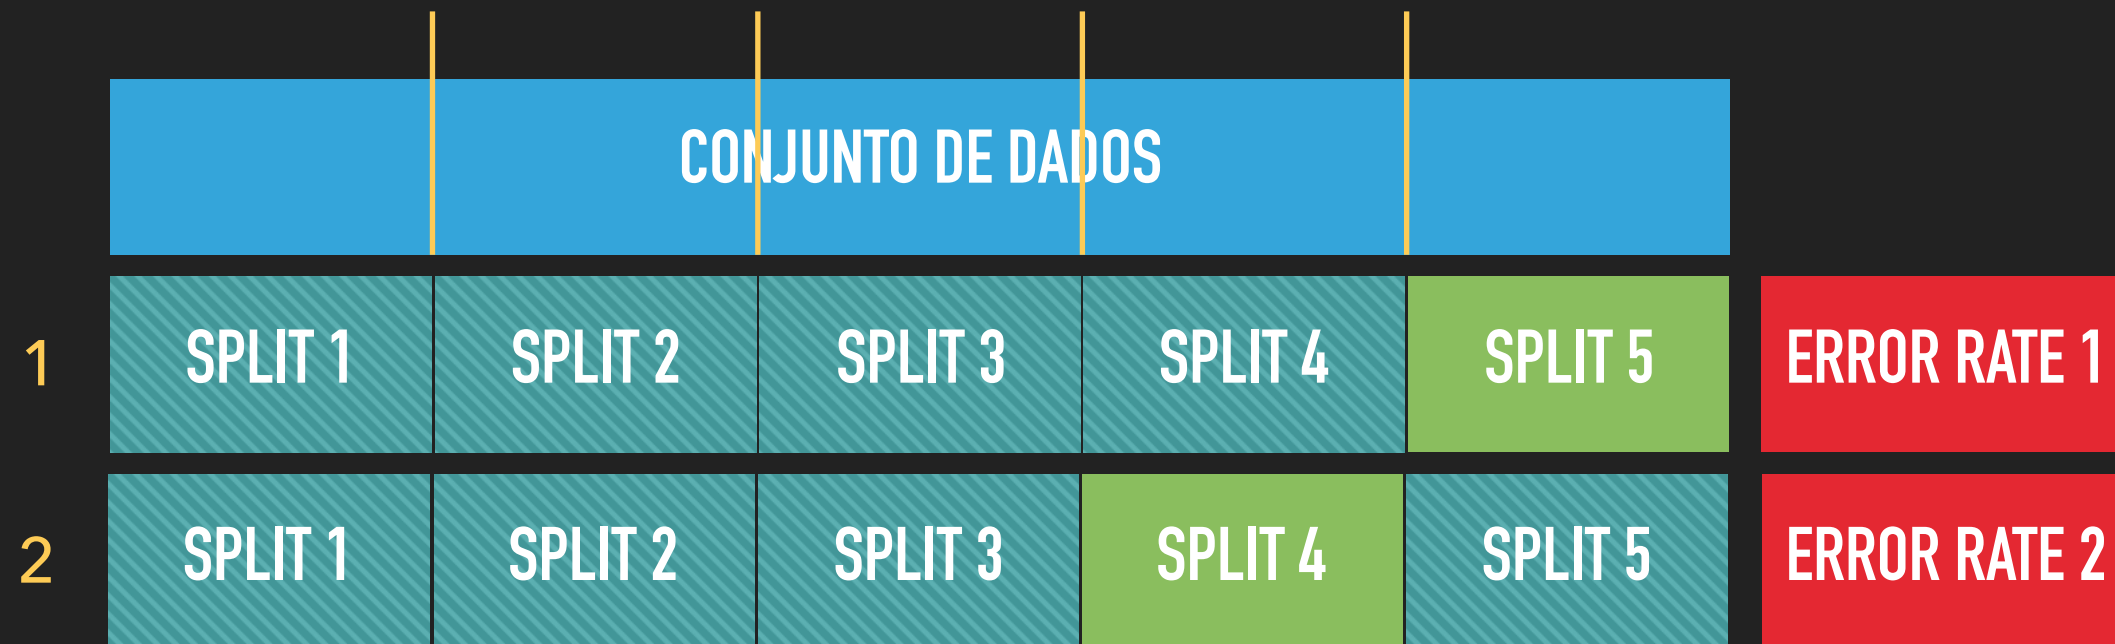 CONJUNTO DE DADOS
1 SPLIT 1 SPLIT 2 SPLIT 3 SPLIT 4 SPLIT 5 ERROR RATE 1
2 SPLIT 1 SPLIT 2 SPLIT 3 SPLIT 4 SPLIT 5 ERROR RATE 2